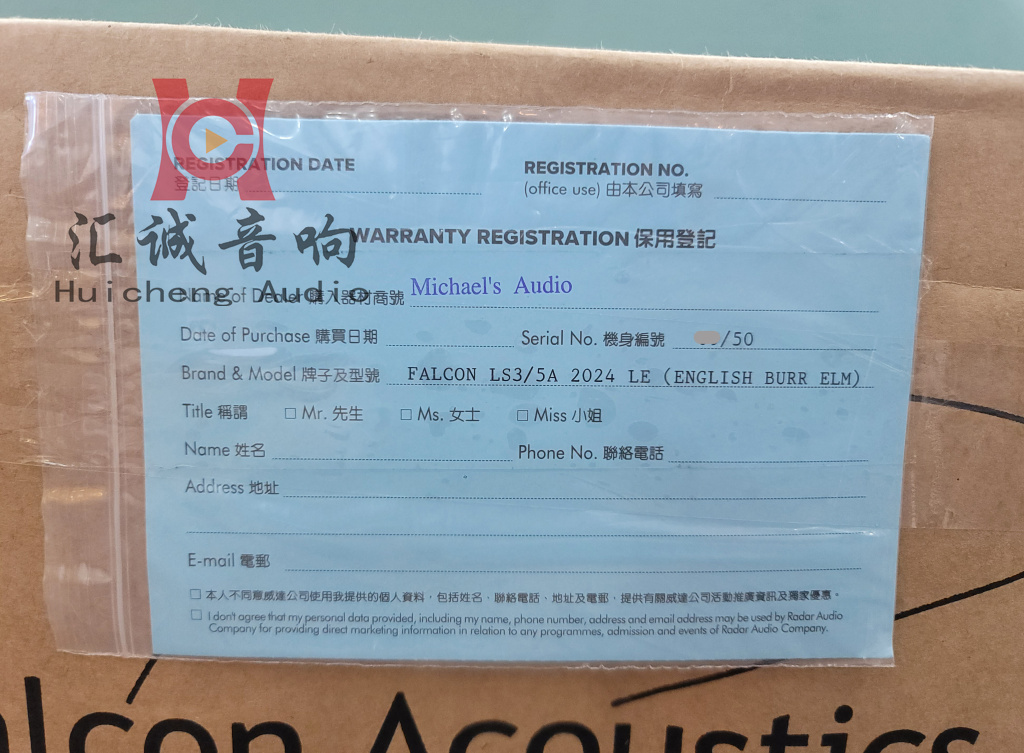 REGISTRATION DATE
登記日期
REGISTRATION NO.
(office use) 由本公司填寫
汇诚音响
Huicheng Audio
WARRANTY REGISTRATION 保用登記
Name of Dealer 購入器材商號 Michael's Audio
Date of Purchase 購買日期 Serial No. 機身編號 /50
Brand & Model 牌子及型號 FALCON LS3/5A 2024 LE (ENGLISH BURR ELM)
Title 稱謂 □ Mr. 先生 □ Ms. 女士 □ Miss 小姐
Name 姓名 Phone No. 聯絡電話
Address 地址
E-mail 電郵
□ 本人不同意威達公司使用我提供的個人資料，包括姓名、聯絡電話、地址及電郵，提供有關威達公司活動推廣資訊及獨家優惠。
□ I don't agree that my personal data provided, including my name, phone number, address and email address may be used by Radar Audio
Company for providing direct marketing information in relation to any programmes, admission and events of Radar Audio Company.
alcon Acoustics